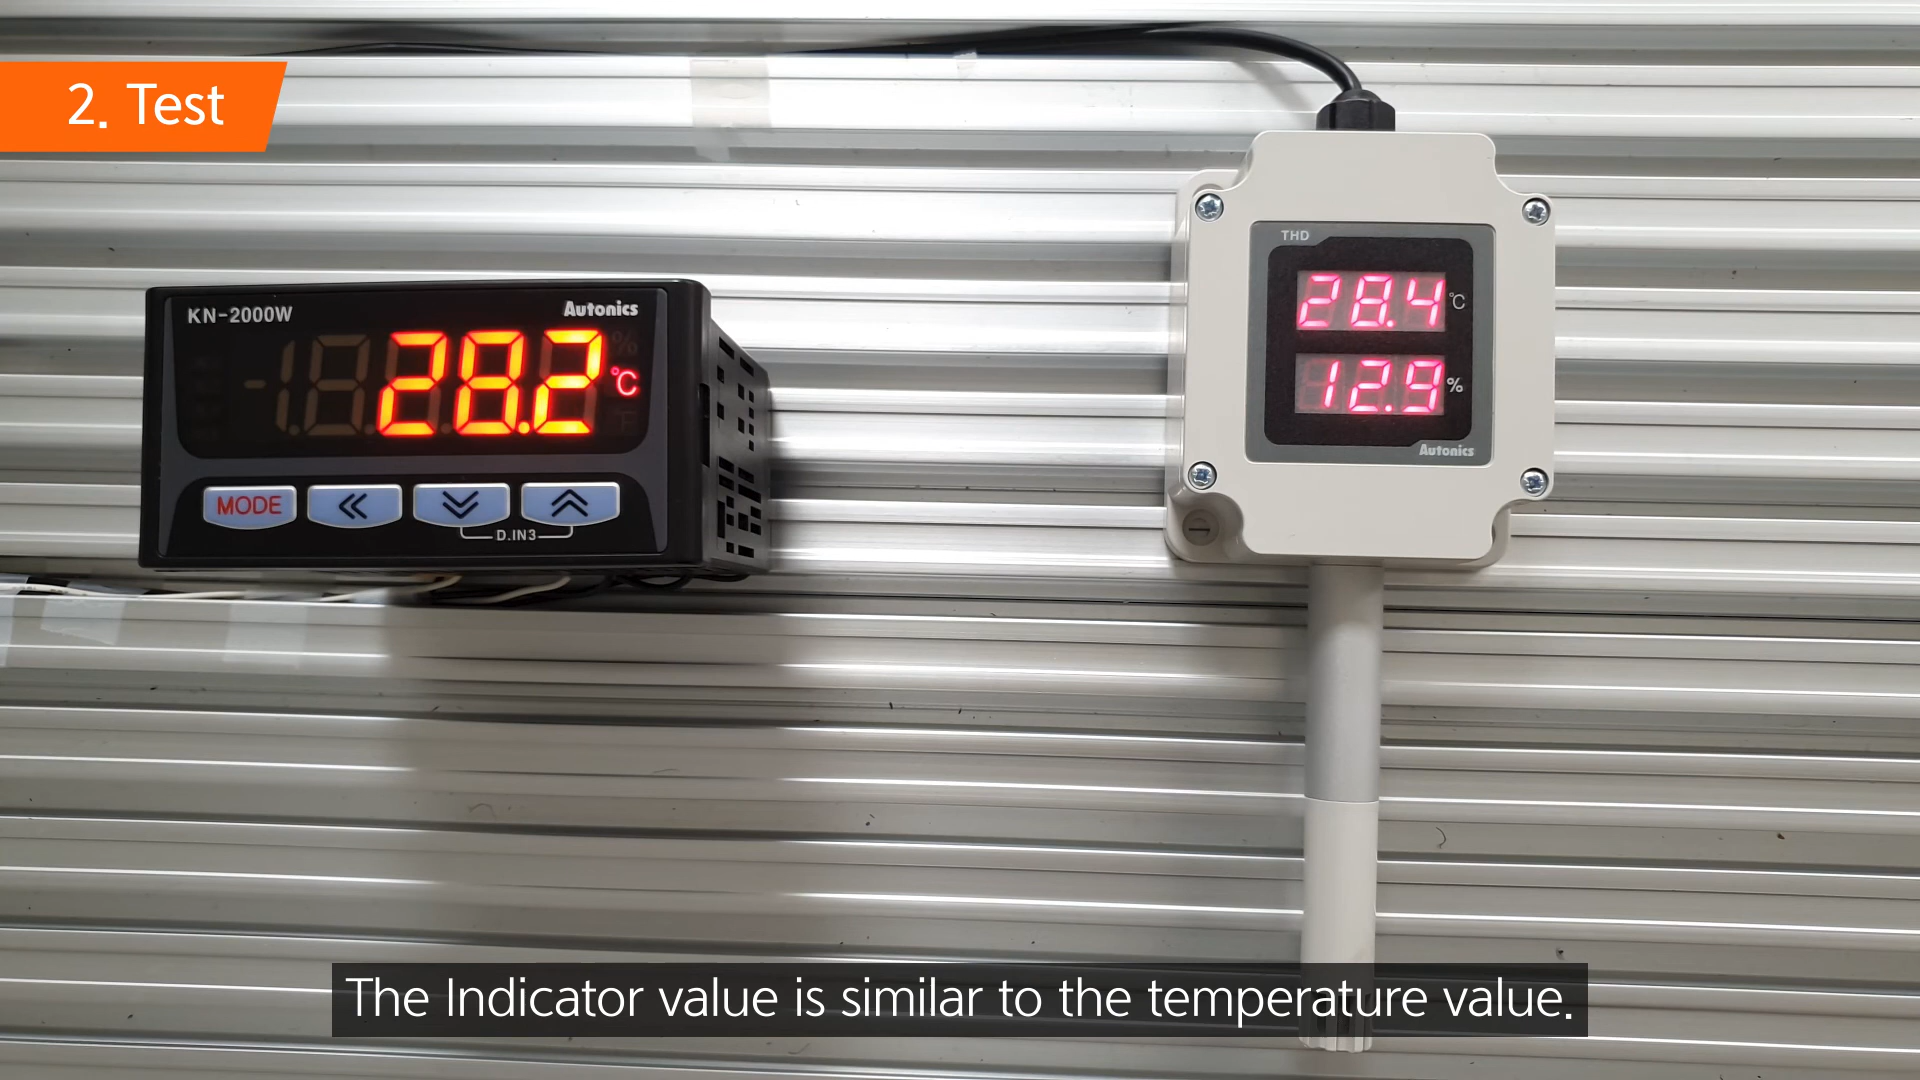 2. Test
KN-2000W
Autonics
28.2 °C
MODE
D.IN3
THD
28.4 °C
12.9 %
Autonics
The Indicator value is similar to the temperature value.